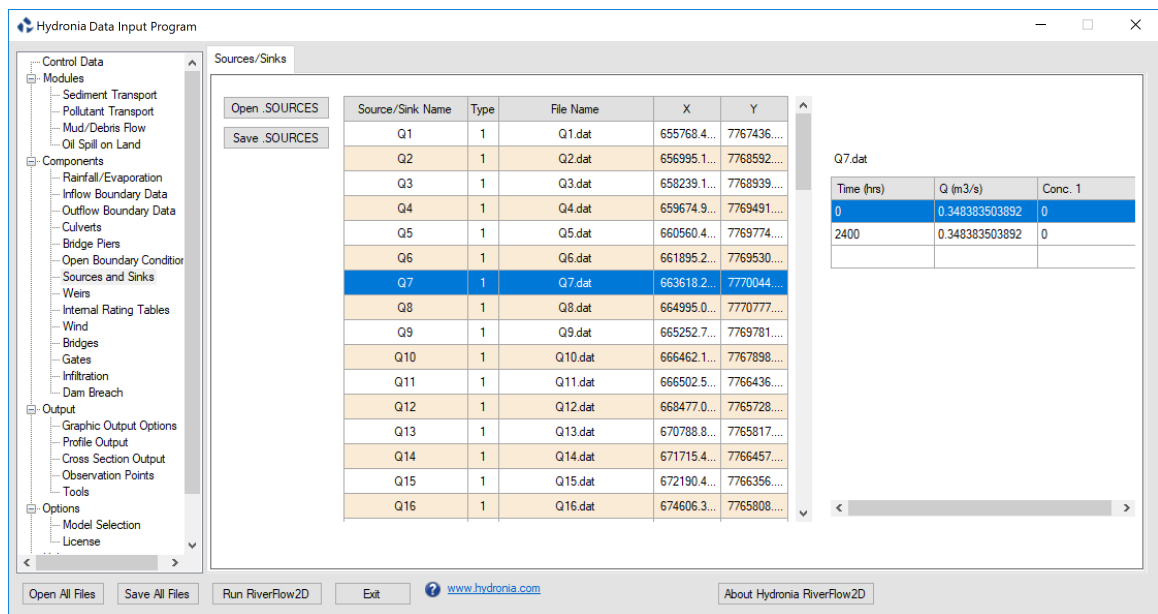 Hydronia Data Input Program
Control Data
Modules
Sediment Transport
Pollutant Transport
Mud/Debris Flow
Oil Spill on Land
Components
Rainfall/Evaporation
Inflow Boundary Data
Outflow Boundary Data
Culverts
Bridge Piers
Open Boundary Condition
Sources and Sinks
Weirs
Internal Rating Tables
Wind
Bridges
Gates
Infiltration
Dam Breach
Output
Graphic Output Options
Profile Output
Cross Section Output
Observation Points
Tools
Options
Model Selection
License
Sources/Sinks
Open .SOURCES
Save .SOURCES
Source/Sink Name Type File Name X Y
Q1 1 Q1.dat 655768.4... 7767436....
Q2 1 Q2.dat 656995.1... 7768592....
Q3 1 Q3.dat 658239.1... 7768939....
Q4 1 Q4.dat 659674.9... 7769491....
Q5 1 Q5.dat 660560.4... 7769774....
Q6 1 Q6.dat 661895.2... 7769530....
Q7 1 Q7.dat 663618.2... 7770044....
Q8 1 Q8.dat 664995.0... 7770777....
Q9 1 Q9.dat 665252.7... 7769781....
Q10 1 Q10.dat 666462.1... 7767898....
Q11 1 Q11.dat 666502.5... 7766436....
Q12 1 Q12.dat 668477.0... 7765728....
Q13 1 Q13.dat 670788.8... 7765817....
Q14 1 Q14.dat 671715.4... 7766457....
Q15 1 Q15.dat 672190.4... 7766356....
Q16 1 Q16.dat 674606.3... 7765808....
Q7.dat
Time (hrs) Q (m3/s) Conc. 1
0 0.348383503892 0
2400 0.348383503892 0
Open All Files Save All Files Run RiverFlow2D Exit ? www.hydronia.com About Hydronia RiverFlow2D